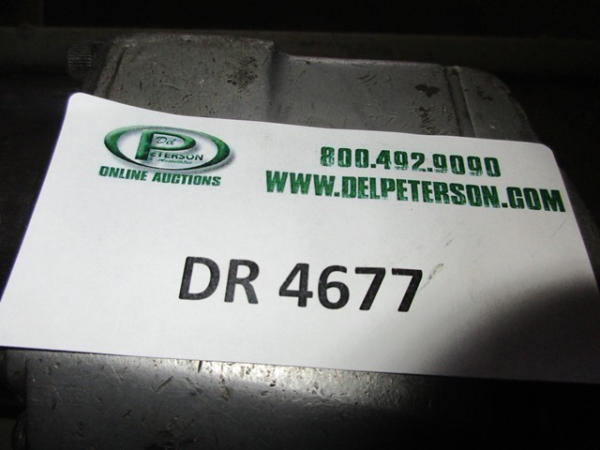 Del
PETERSON
ONLINE AUCTIONS
800.492.9090
WWW.DELPETERSON.COM
DR 4677